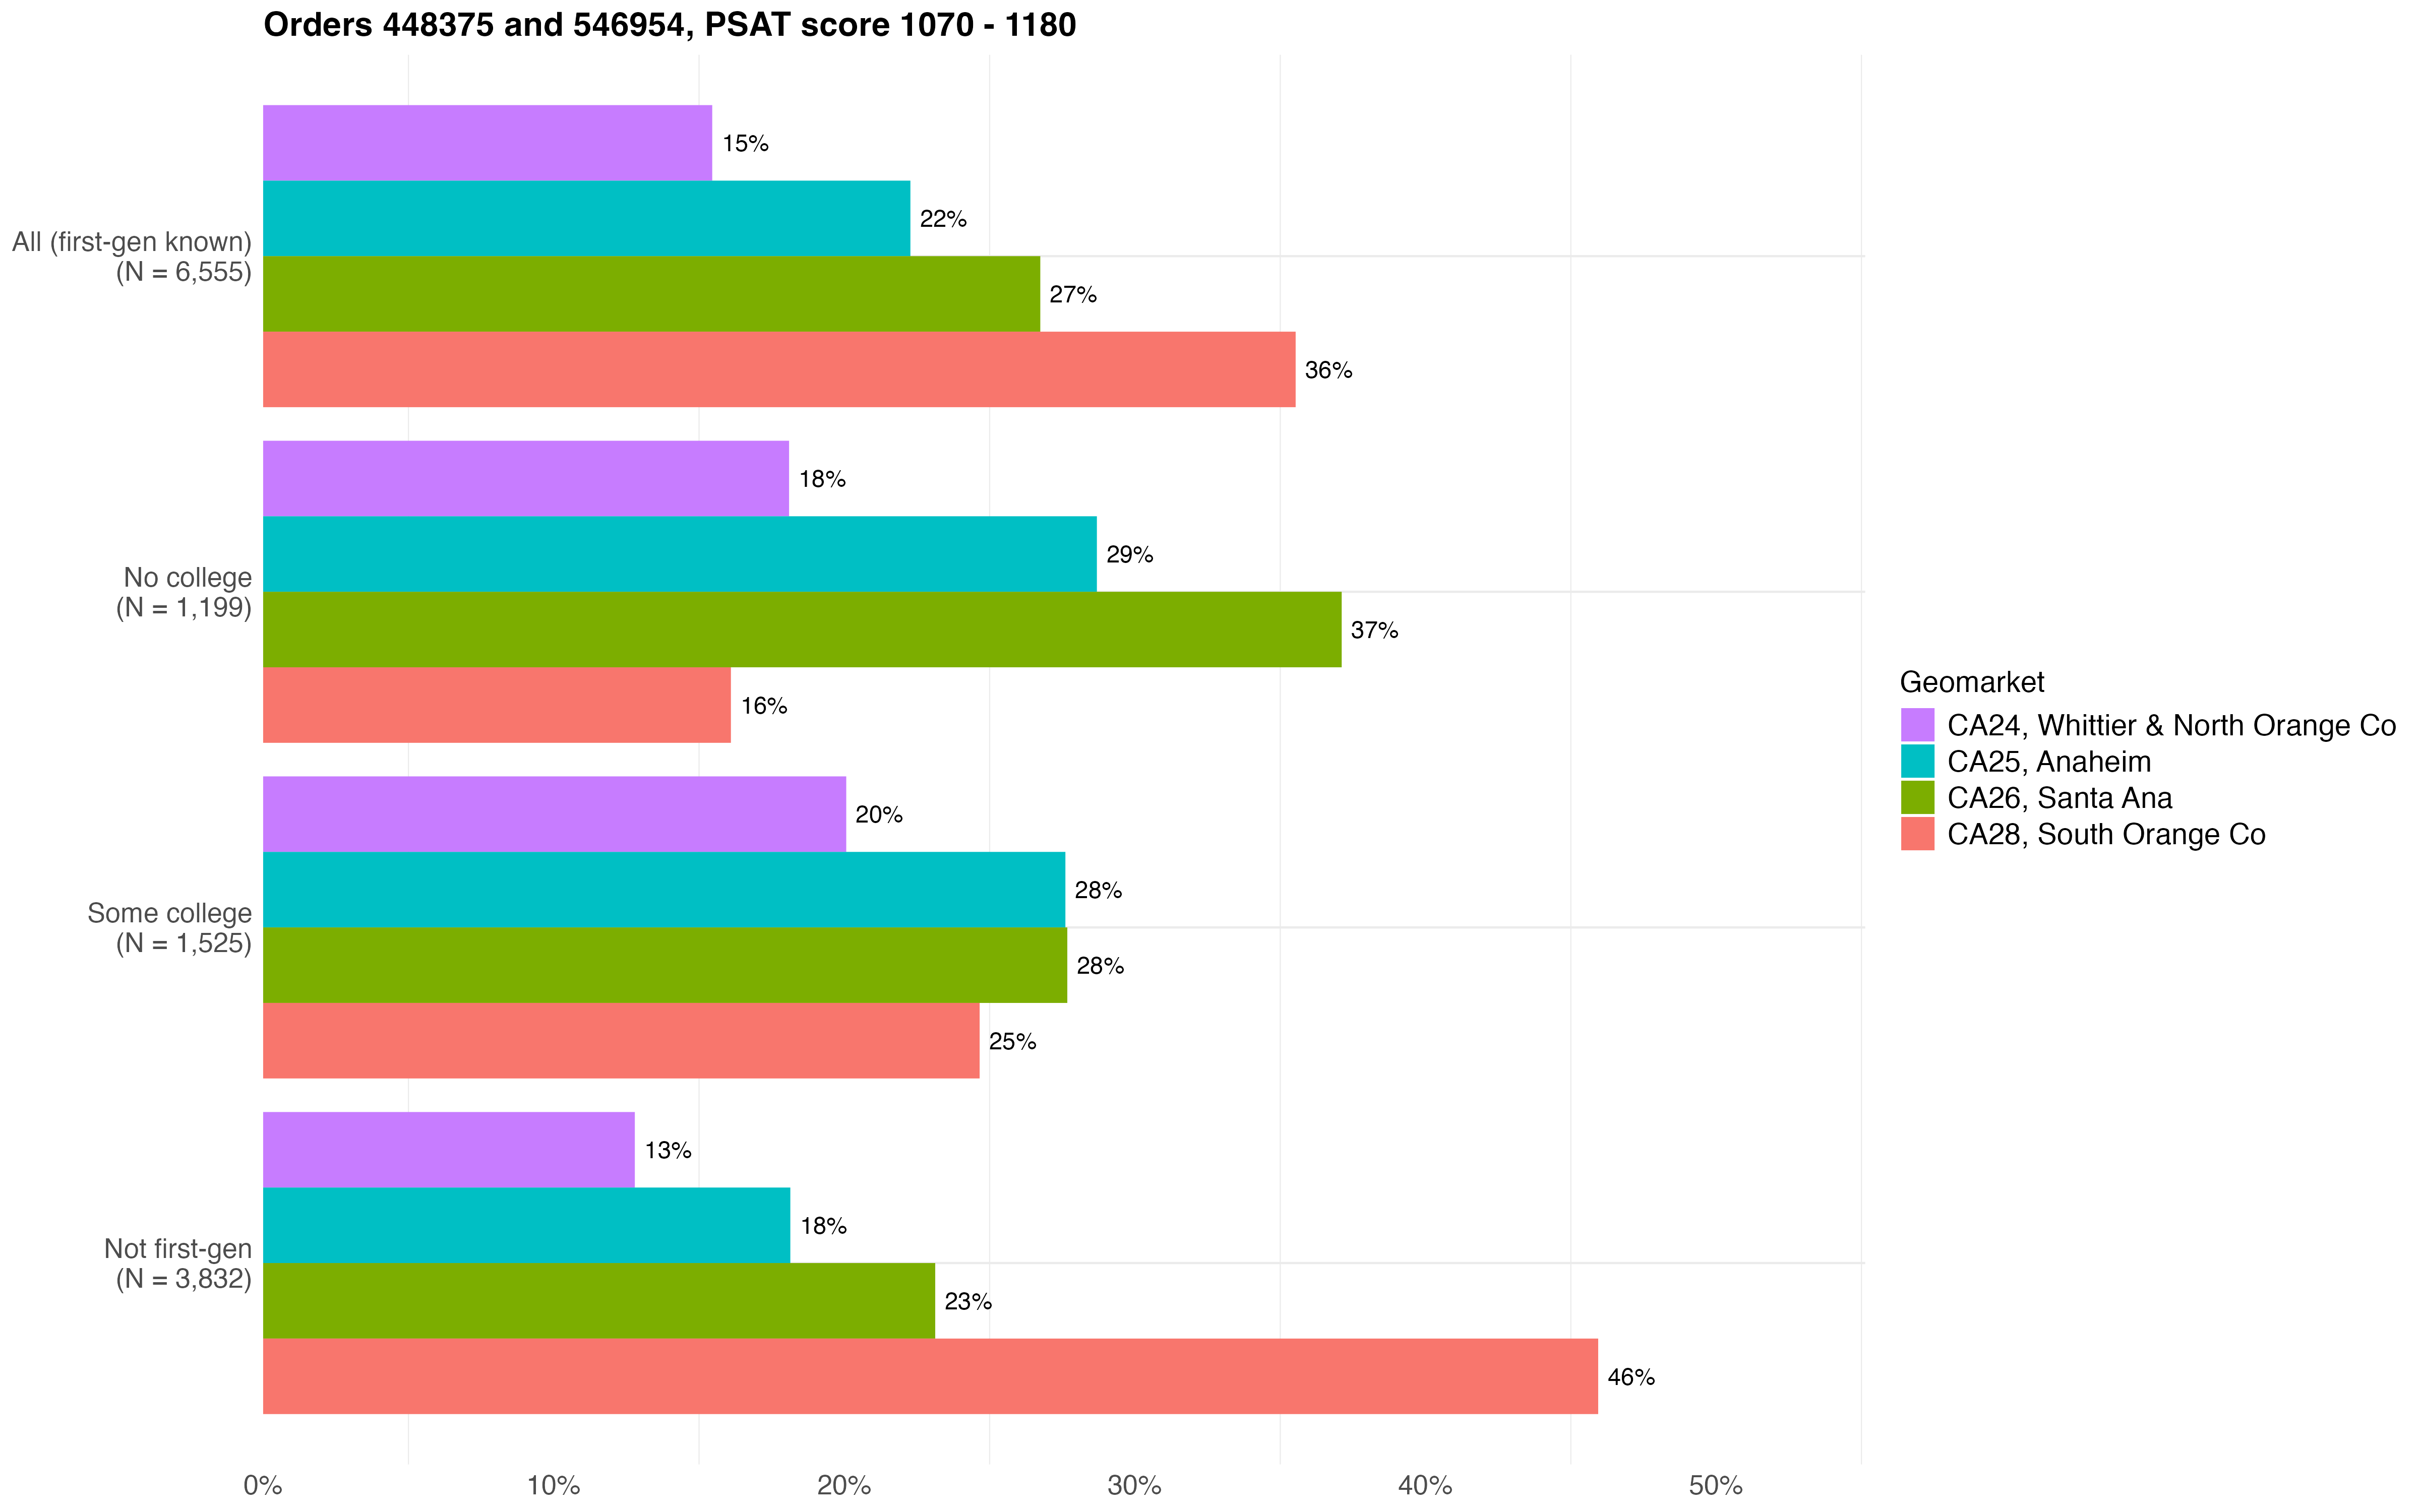 Orders 448375 and 546954, PSAT score 1070 - 1180
All (first-gen known)
(N = 6,555)
15%
22%
27%
36%
No college
(N = 1,199)
18%
29%
37%
16%
Some college
(N = 1,525)
20%
28%
28%
25%
Not first-gen
(N = 3,832)
13%
18%
23%
46%
0%
10%
20%
30%
40%
50%
Geomarket
CA24, Whittier & North Orange Co
CA25, Anaheim
CA26, Santa Ana
CA28, South Orange Co